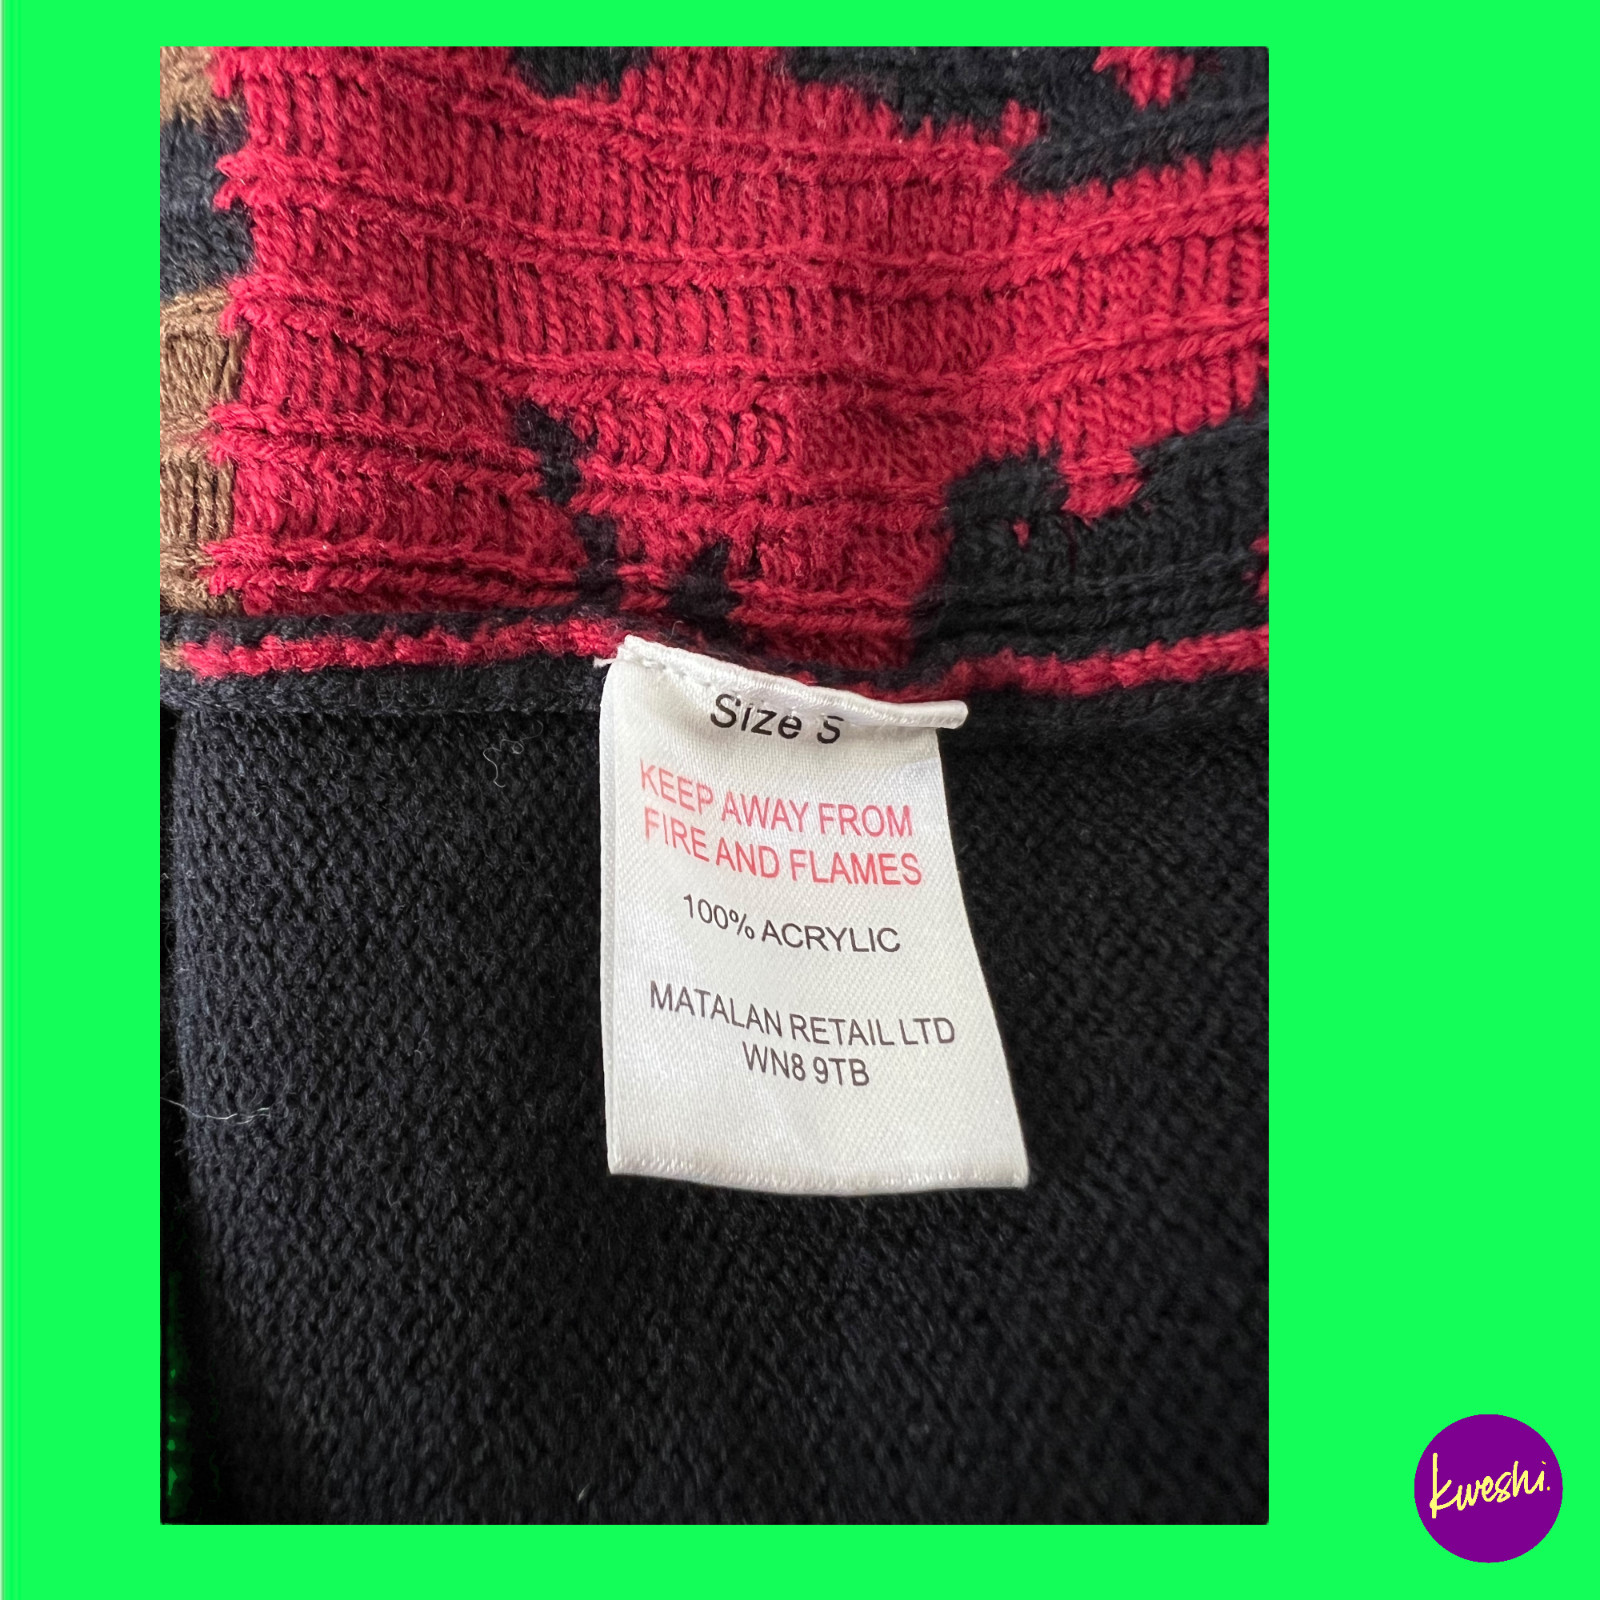 Size S
KEEP AWAY FROM
FIRE AND FLAMES
100% ACRYLIC
MATALAN RETAIL LTD
WN8 9TB
kweshi.